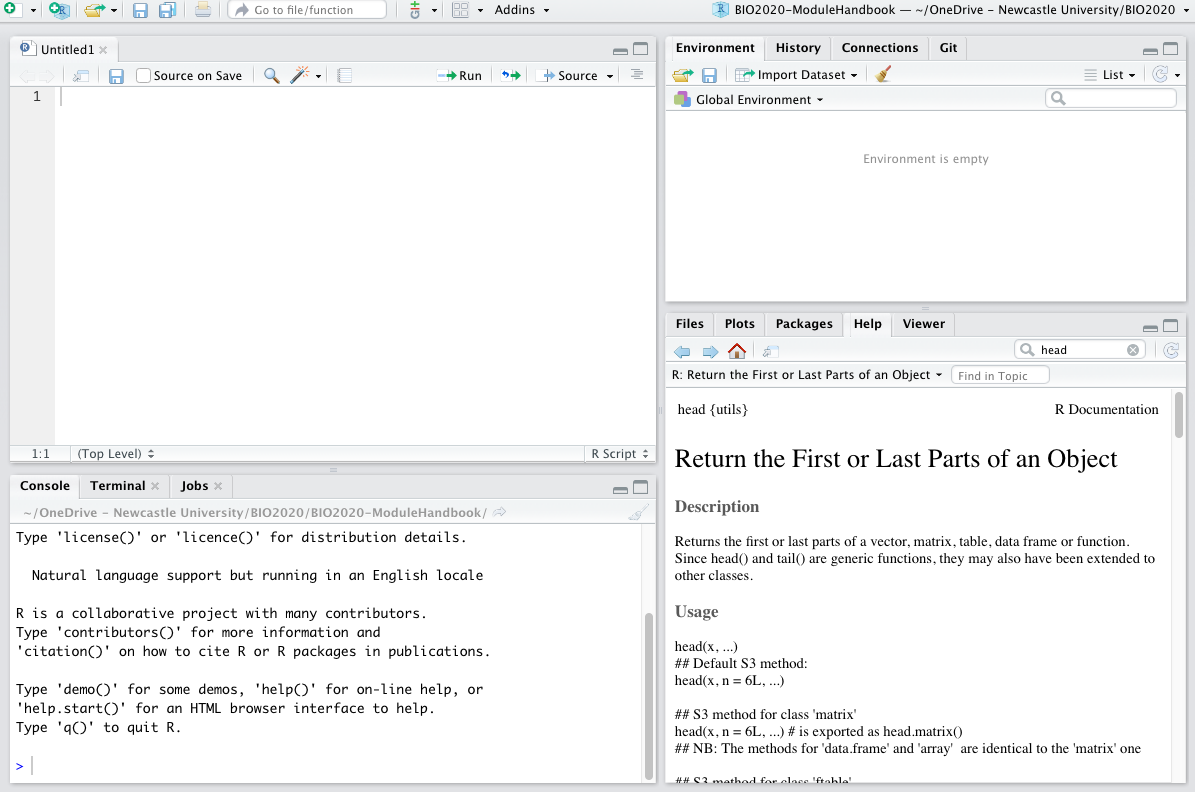 Go to file/function
Addins
BIO2020-ModuleHandbook — ~/OneDrive – Newcastle University/BIO2020
Untitled1
Source on Save
Run
Source
1
1:1
(Top Level)
R Script
Console
Terminal
Jobs
~/OneDrive – Newcastle University/BIO2020/BIO2020-ModuleHandbook/
Type 'license()' or 'licence()' for distribution details.
Natural language support but running in an English locale
R is a collaborative project with many contributors.
Type 'contributors()' for more information and
'citation()' on how to cite R or R packages in publications.
Type 'demo()' for some demos, 'help()' for on-line help, or
'help.start()' for an HTML browser interface to help.
Type 'q()' to quit R.
>
Environment
History
Connections
Git
Import Dataset
List
Global Environment
Environment is empty
Files
Plots
Packages
Help
Viewer
head
R: Return the First or Last Parts of an Object
Find in Topic
head {utils}
R Documentation
Return the First or Last Parts of an Object
Description
Returns the first or last parts of a vector, matrix, table, data frame or function.
Since head() and tail() are generic functions, they may also have been extended to
other classes.
Usage
head(x, ...)
## Default S3 method:
head(x, n = 6L, ...)
## S3 method for class 'matrix'
head(x, n = 6L, ...) # is exported as head.matrix()
## NB: The methods for 'data.frame' and 'array'  are identical to the 'matrix' one
## S3 method for class 'ftable'